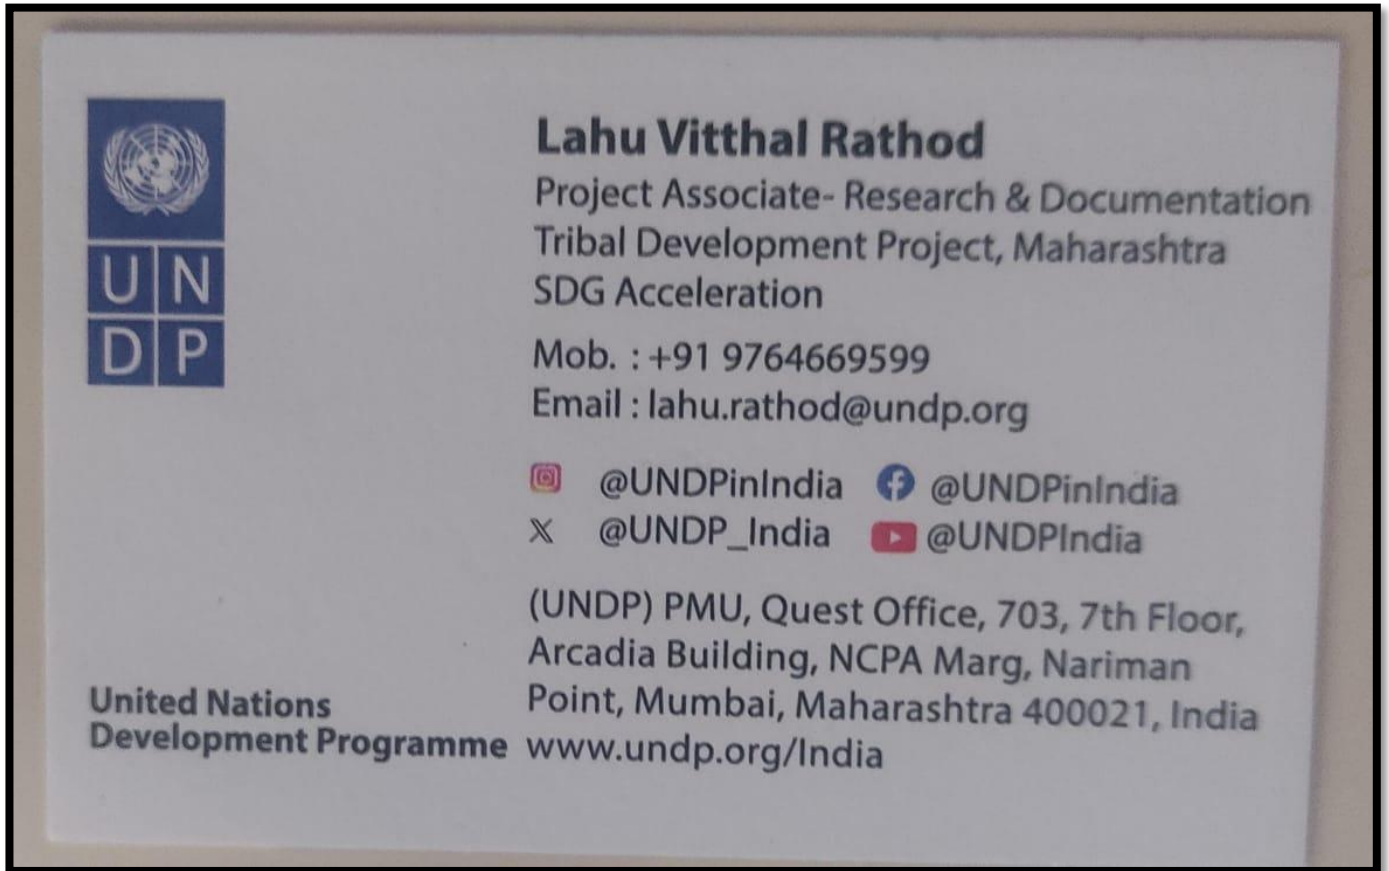 UN
DP
Lahu Vitthal Rathod
Project Associate- Research & Documentation
Tribal Development Project, Maharashtra
SDG Acceleration
Mob. : +91 9764669599
Email : lahu.rathod@undp.org
@UNDPinIndia @UNDPinIndia
@UNDP_India @UNDPIndia
(UNDP) PMU, Quest Office, 703, 7th Floor,
Arcadia Building, NCPA Marg, Nariman
Point, Mumbai, Maharashtra 400021, India
www.undp.org/India
United Nations
Development Programme